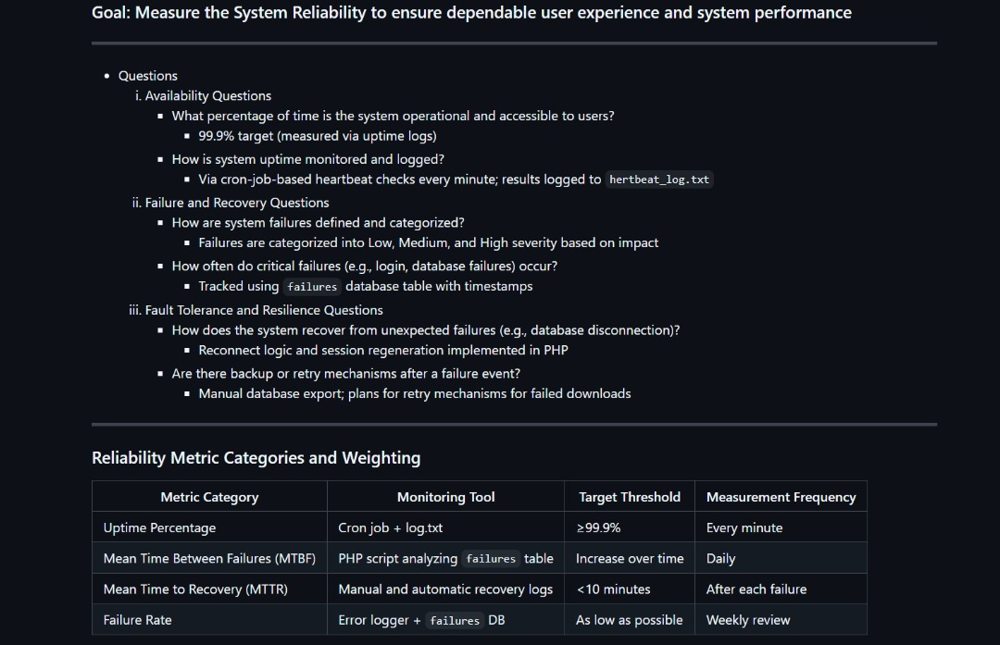 Goal: Measure the System Reliability to ensure dependable user experience and system performance
• Questions
i. Availability Questions
▪ What percentage of time is the system operational and accessible to users?
▪ 99.9% target (measured via uptime logs)
▪ How is system uptime monitored and logged?
▪ Via cron-job-based heartbeat checks every minute; results logged to hertbeat_log.txt
ii. Failure and Recovery Questions
▪ How are system failures defined and categorized?
▪ Failures are categorized into Low, Medium, and High severity based on impact
▪ How often do critical failures (e.g., login, database failures) occur?
▪ Tracked using failures database table with timestamps
iii. Fault Tolerance and Resilience Questions
▪ How does the system recover from unexpected failures (e.g., database disconnection)?
▪ Reconnect logic and session regeneration implemented in PHP
▪ Are there backup or retry mechanisms after a failure event?
▪ Manual database export; plans for retry mechanisms for failed downloads
Reliability Metric Categories and Weighting
Metric Category Monitoring Tool Target Threshold Measurement Frequency
Uptime Percentage Cron job + log.txt ≥99.9% Every minute
Mean Time Between Failures (MTBF) PHP script analyzing failures table Increase over time Daily
Mean Time to Recovery (MTTR) Manual and automatic recovery logs <10 minutes After each failure
Failure Rate Error logger + failures DB As low as possible Weekly review